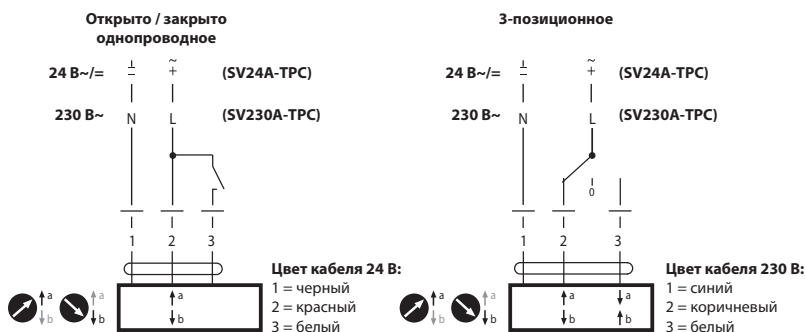 Открыто / закрыто
однопроводное
24 В~/= ⊥ ~ + (SV24A-TPC)
230 В~ N L (SV230A-TPC)
1 2 3
a a a
b b b
Цвет кабеля 24 В:
1 = черный
2 = красный
3 = белый
3-позиционное
24 В~/= ⊥ ~ + (SV24A-TPC)
230 В~ N L (SV230A-TPC)
0
1 2 3
a a a a
b b b b
Цвет кабеля 230 В:
1 = синий
2 = коричневый
3 = белый